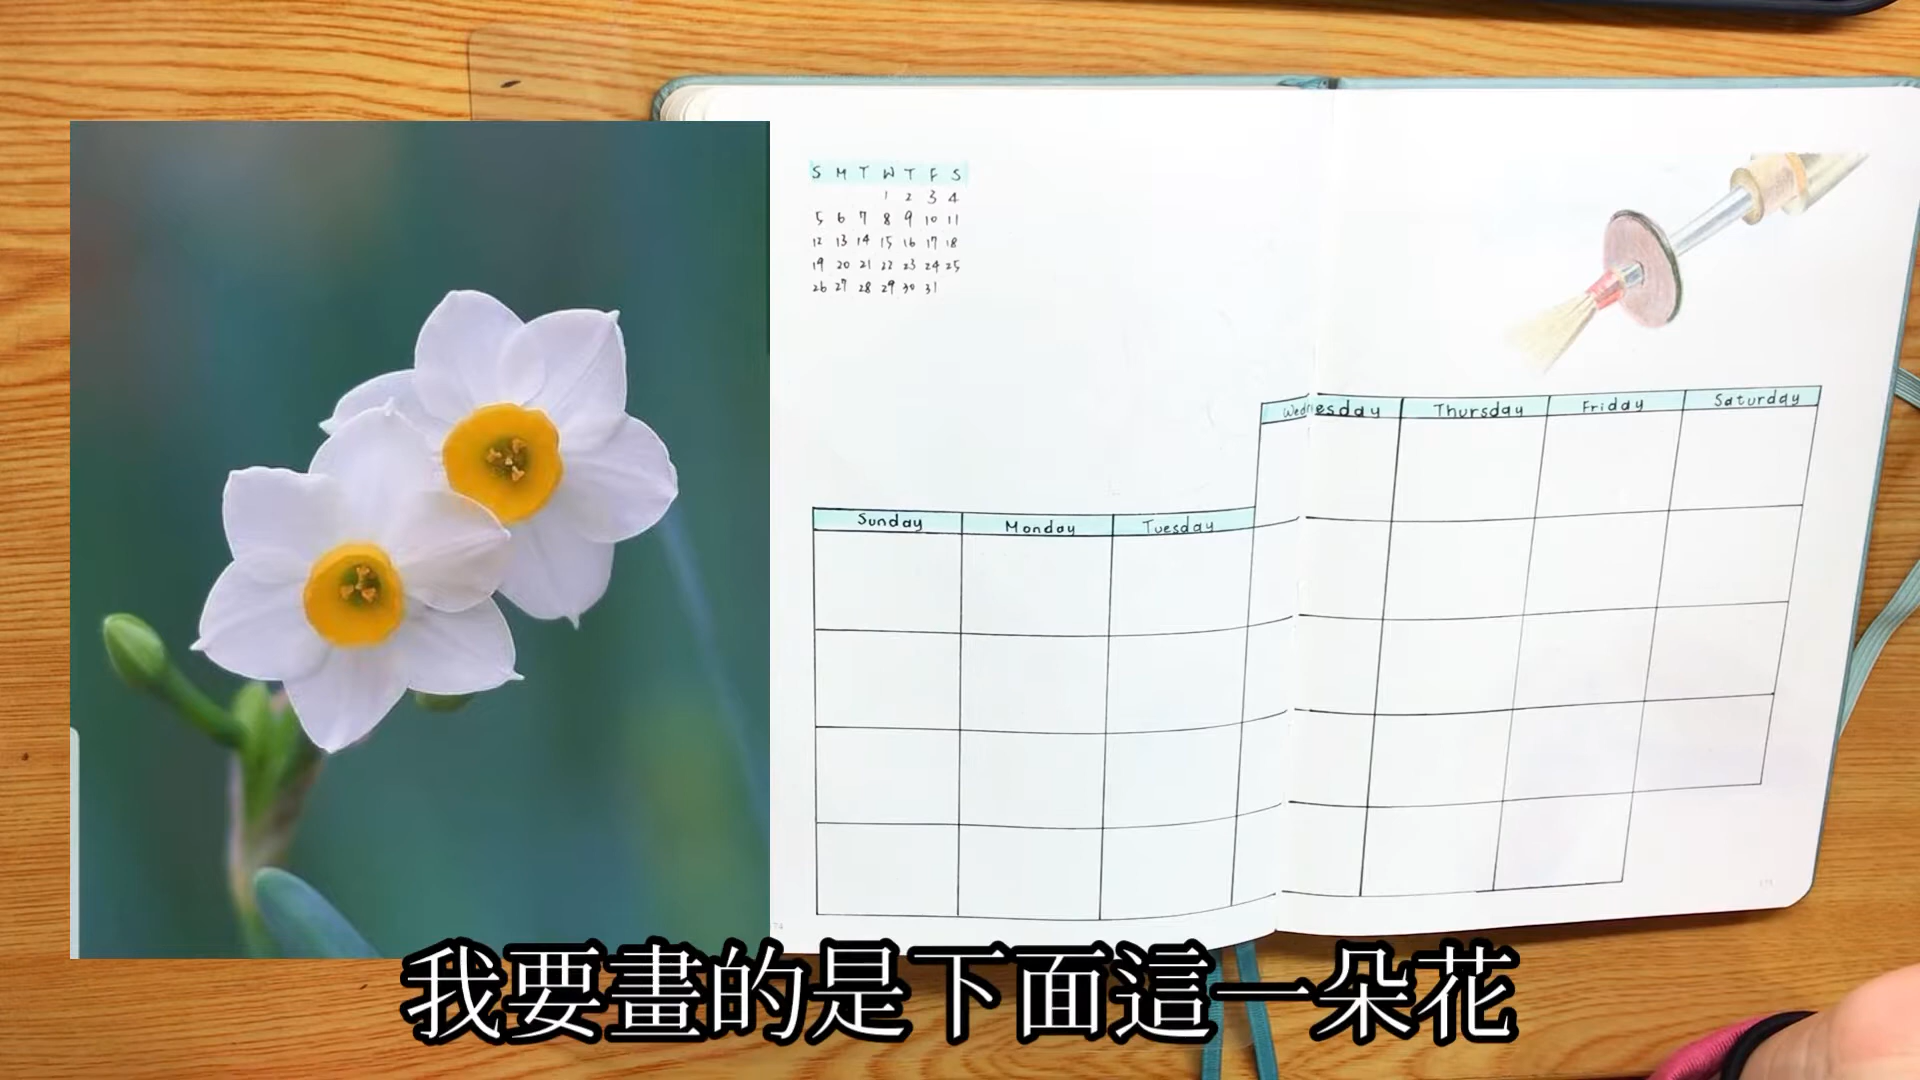 S M T W T F S
1 2 3 4
5 6 7 8 9 10 11
12 13 14 15 16 17 18
19 20 21 22 23 24 25
26 27 28 29 30 31
Wednesday Thursday Friday Saturday
Sunday Monday Tuesday
我要畫的是下面這一朵花